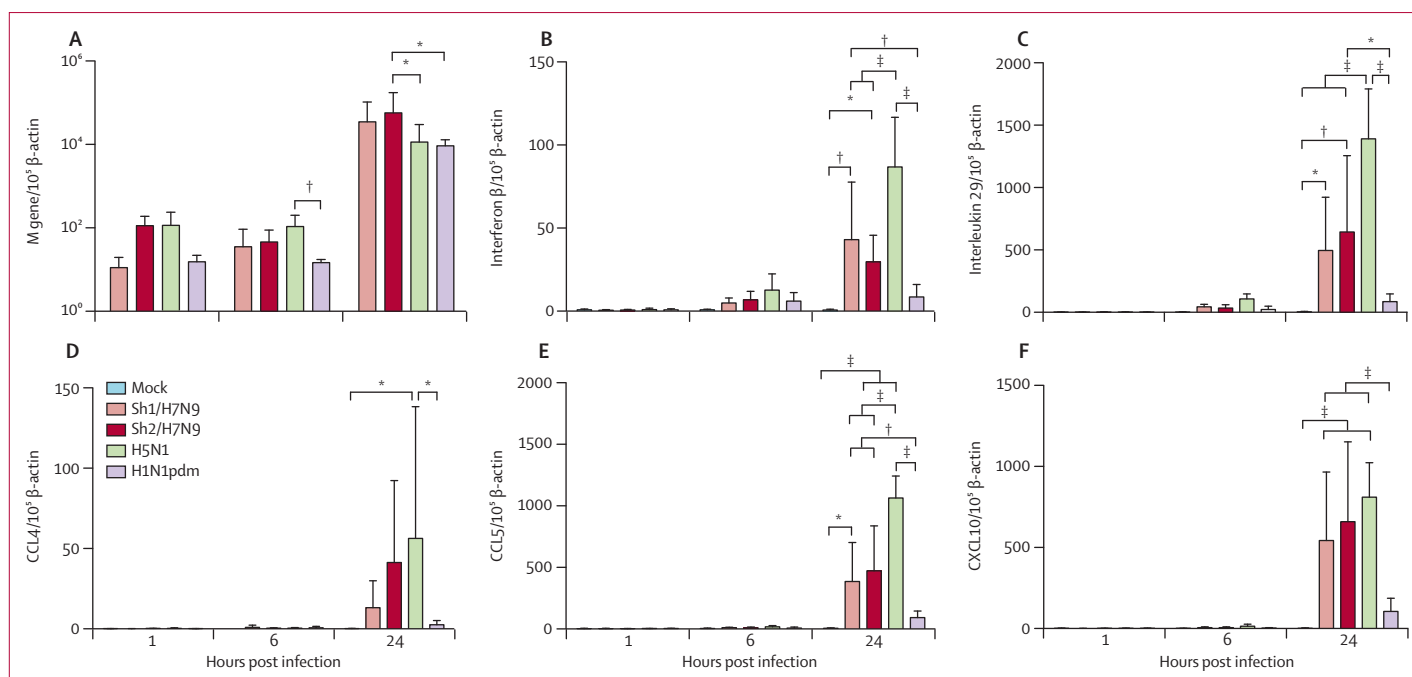 A
M gene/10⁵ β-actin
10⁶
10⁴
10²
10⁰
*
*
†
B
Interferon β/10⁵ β-actin
150
100
50
0
†
‡
*
‡
†
C
Interleukin 29/10⁵ β-actin
2000
1500
1000
500
0
*
‡
‡
†
*
D
CCL4/10⁵ β-actin
150
100
50
0
Mock
Sh1/H7N9
Sh2/H7N9
H5N1
H1N1pdm
*
*
1
6
24
Hours post infection
E
CCL5/10⁵ β-actin
2000
1500
1000
500
0
‡
‡
†
‡
*
1
6
24
Hours post infection
F
CXCL10/10⁵ β-actin
1500
1000
500
0
‡
‡
1
6
24
Hours post infection